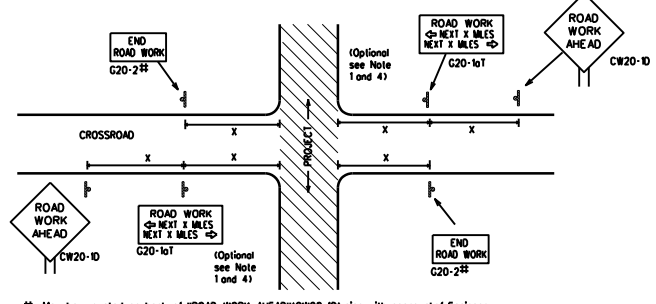 END
ROAD WORK
G20-2#
ROAD WORK
⇦ NEXT X MILES
NEXT X MILES ⇨
G20-1aT
(Optional
see Note
1 and 4)
ROAD
WORK
AHEAD
CW20-1D
X
X
X
CROSSROAD
PROJECT
X
X
X
ROAD
WORK
AHEAD
CW20-1D
ROAD WORK
⇦ NEXT X MILES
NEXT X MILES ⇨
G20-1aT
(Optional
see Note
1 and 4)
END
ROAD WORK
G20-2#